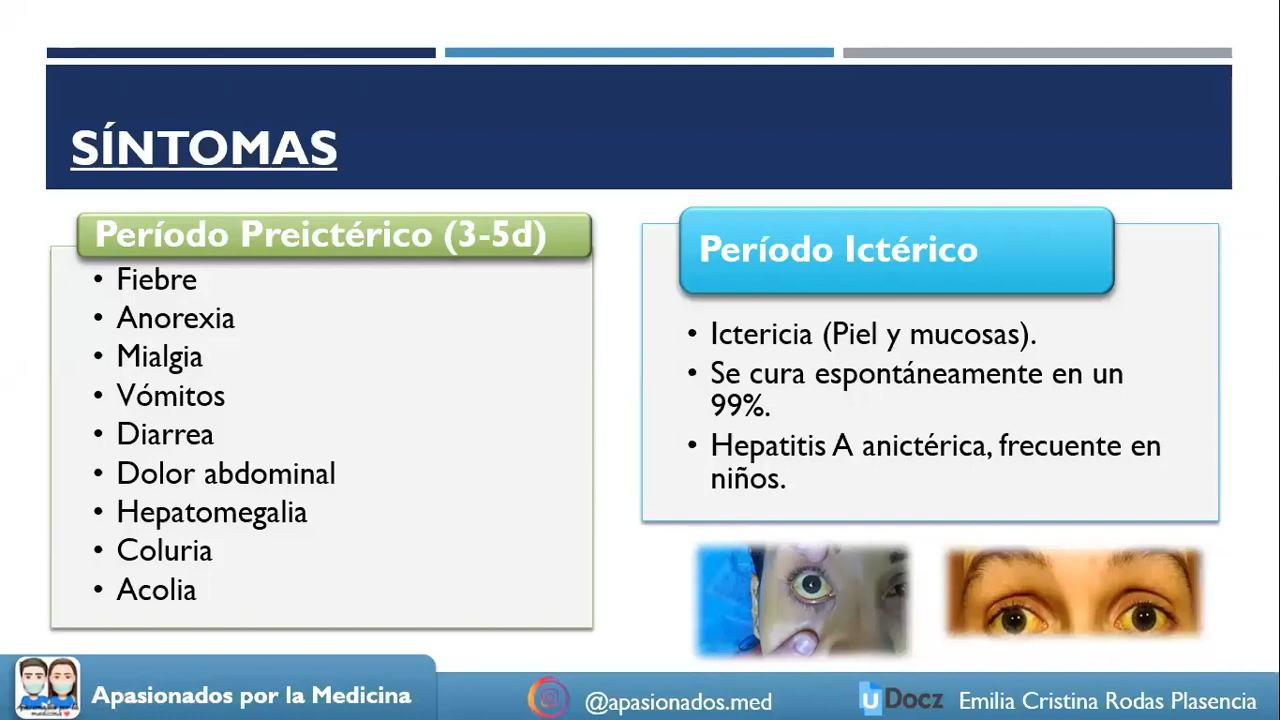 SÍNTOMAS
Período Preictérico (3-5d)
• Fiebre
• Anorexia
• Mialgia
• Vómitos
• Diarrea
• Dolor abdominal
• Hepatomegalia
• Coluria
• Acolia
Período Ictérico
• Ictericia (Piel y mucosas).
• Se cura espontáneamente en un
99%.
• Hepatitis A anictérica, frecuente en
niños.
Apasionados por la Medicina
@apasionados.med
uDocz
Emilia Cristina Rodas Plasencia